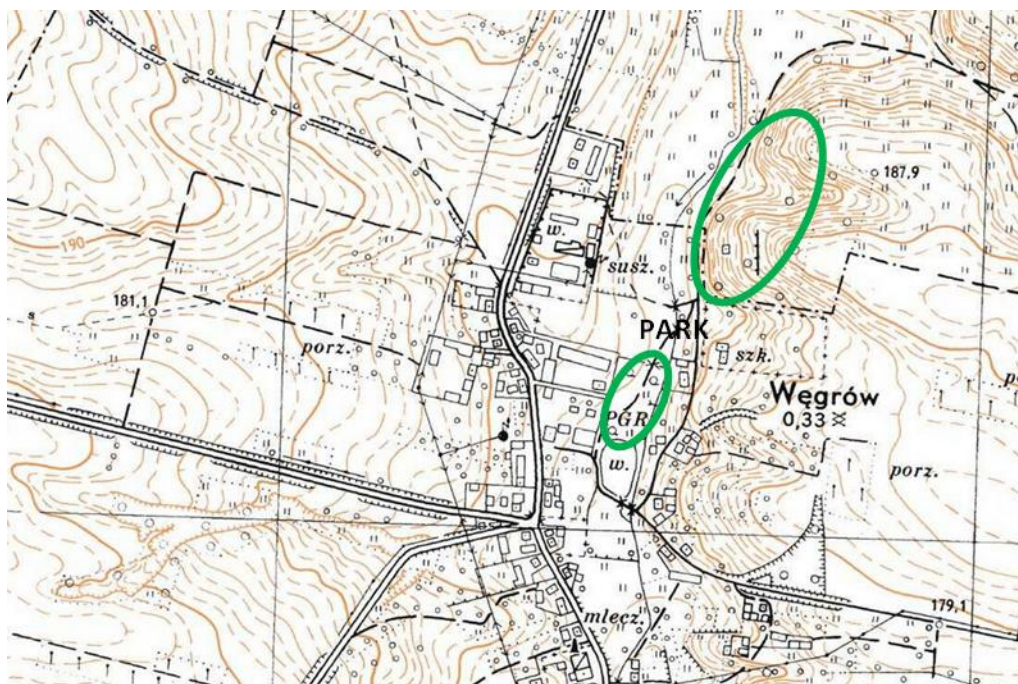 187,9
190
w.
susz.
181,1
s
porz.
PARK
szk.
Węgrów
0,33
PGR
w.
porz.
179,1
mlecz.